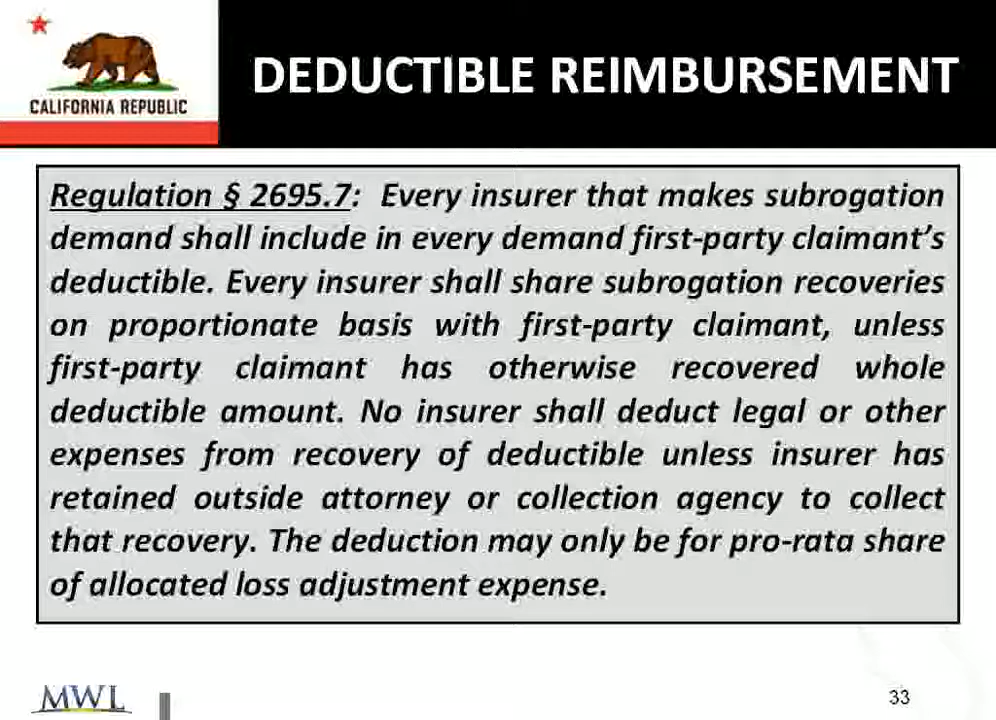 CALIFORNIA REPUBLIC
DEDUCTIBLE REIMBURSEMENT
Regulation § 2695.7: Every insurer that makes subrogation
demand shall include in every demand first-party claimant's
deductible. Every insurer shall share subrogation recoveries
on proportionate basis with first-party claimant, unless
first-party claimant has otherwise recovered whole
deductible amount. No insurer shall deduct legal or other
expenses from recovery of deductible unless insurer has
retained outside attorney or collection agency to collect
that recovery. The deduction may only be for pro-rata share
of allocated loss adjustment expense.
MWL
33